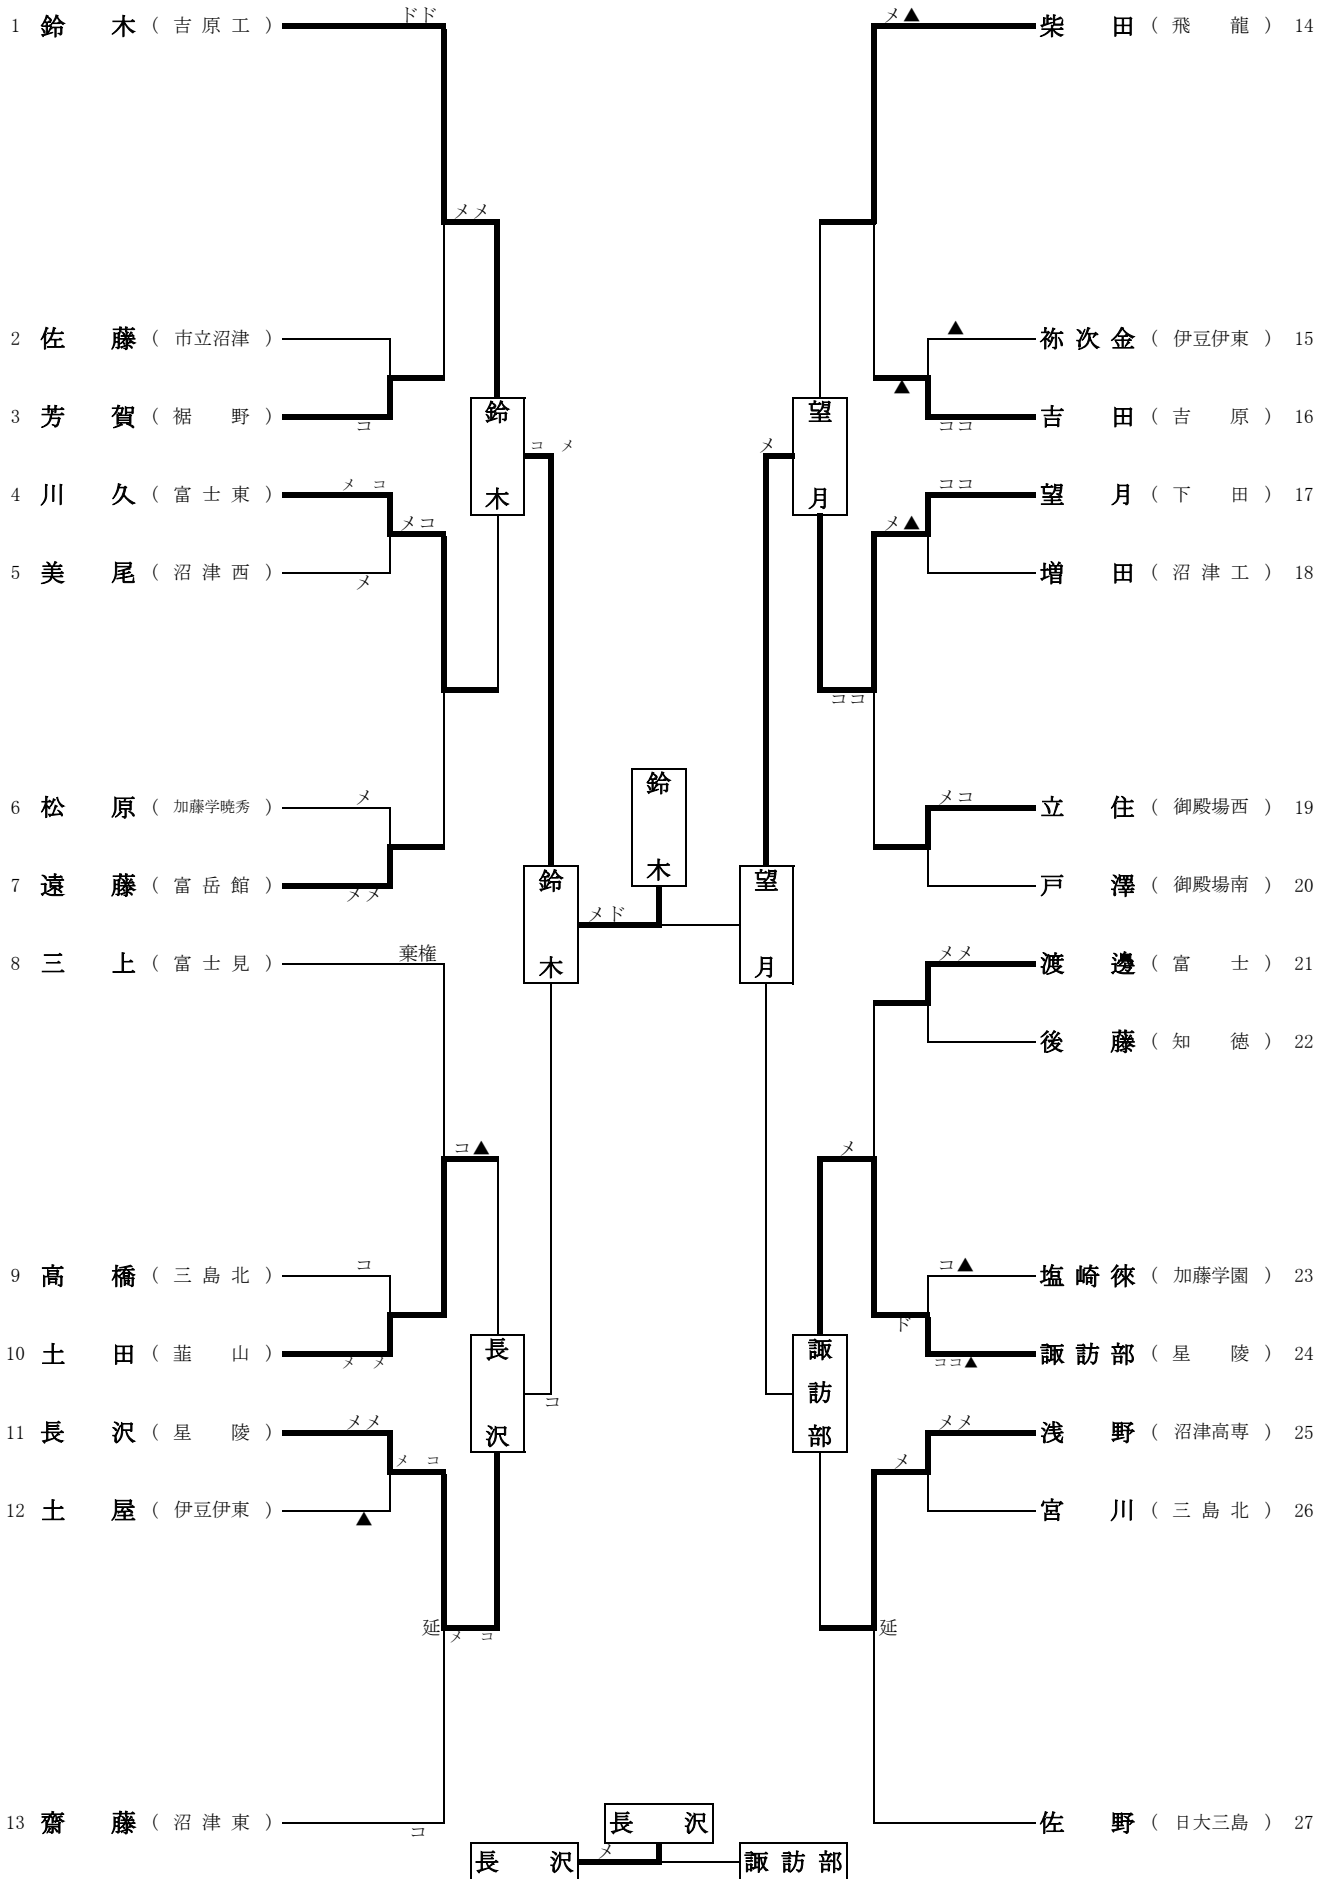 1 鈴 木 （ 吉 原 工 ）
ドド
メ▲
柴 田 （ 飛 龍 ） 14
メメ
2 佐 藤 （ 市立沼津 ）
▲
祢 次 金 （ 伊豆伊東 ） 15
▲
3 芳 賀 （ 裾 野 ）
コ
鈴木
コ メ
望月
メ
吉 田 （ 吉 原 ） 16
ココ
4 川 久 （ 富 士 東 ）
メ コ
メコ
ココ
望 月 （ 下 田 ） 17
メ▲
5 美 尾 （ 沼 津 西 ）
メ
増 田 （ 沼 津 工 ） 18
ココ
6 松 原 （ 加藤学暁秀 ）
メ
鈴木
メコ
立 住 （ 御殿場西 ） 19
7 遠 藤 （ 富 岳 館 ）
メメ
鈴木
メド
望月
戸 澤 （ 御殿場南 ） 20
8 三 上 （ 富 士 見 ）
棄権
メメ
渡 邊 （ 富 士 ） 21
後 藤 （ 知 徳 ） 22
コ▲
メ
9 高 橋 （ 三 島 北 ）
コ
コ▲
塩 崎 徠 （ 加藤学園 ） 23
ド
10 土 田 （ 韮 山 ）
メ メ
長沢
コ
諏訪部
諏 訪 部 （ 星 陵 ） 24
ココ▲
11 長 沢 （ 星 陵 ）
メメ
メ コ
メメ
浅 野 （ 沼津高専 ） 25
メ
12 土 屋 （ 伊豆伊東 ）
▲
宮 川 （ 三 島 北 ） 26
延
メ コ
延
13 齋 藤 （ 沼 津 東 ）
コ
長 沢
佐 野 （ 日大三島 ） 27
長 沢
メ
諏 訪 部